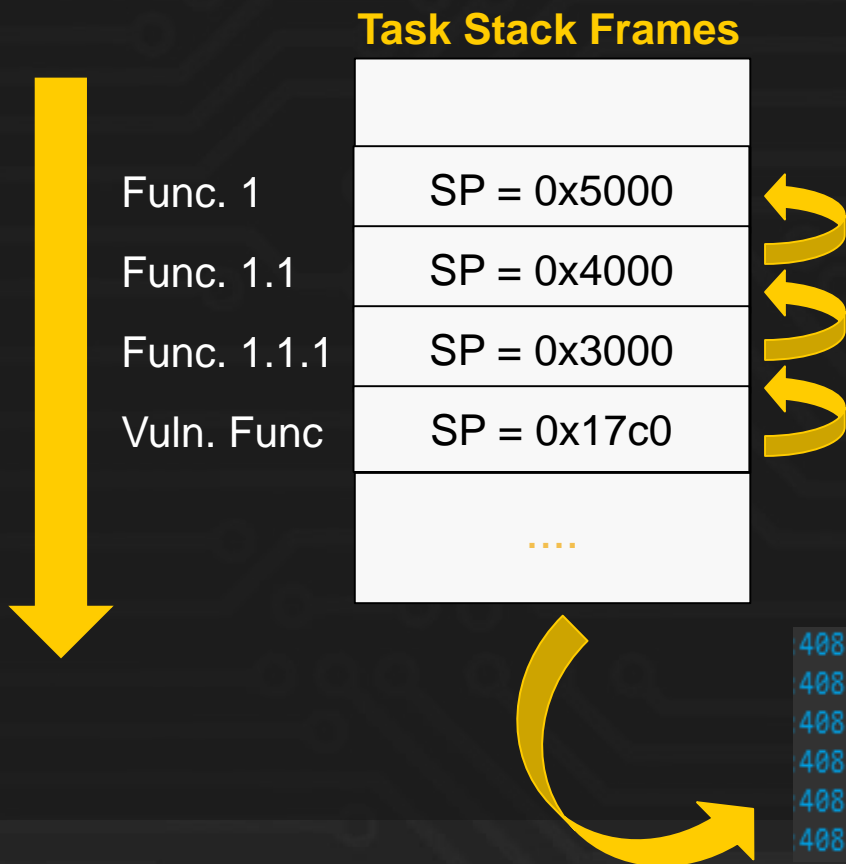 Task Stack Frames
Func. 1 SP = 0x5000
Func. 1.1 SP = 0x4000
Func. 1.1.1 SP = 0x3000
Vuln. Func SP = 0x17c0
....
:408
:408
:408
:408
:408
:408